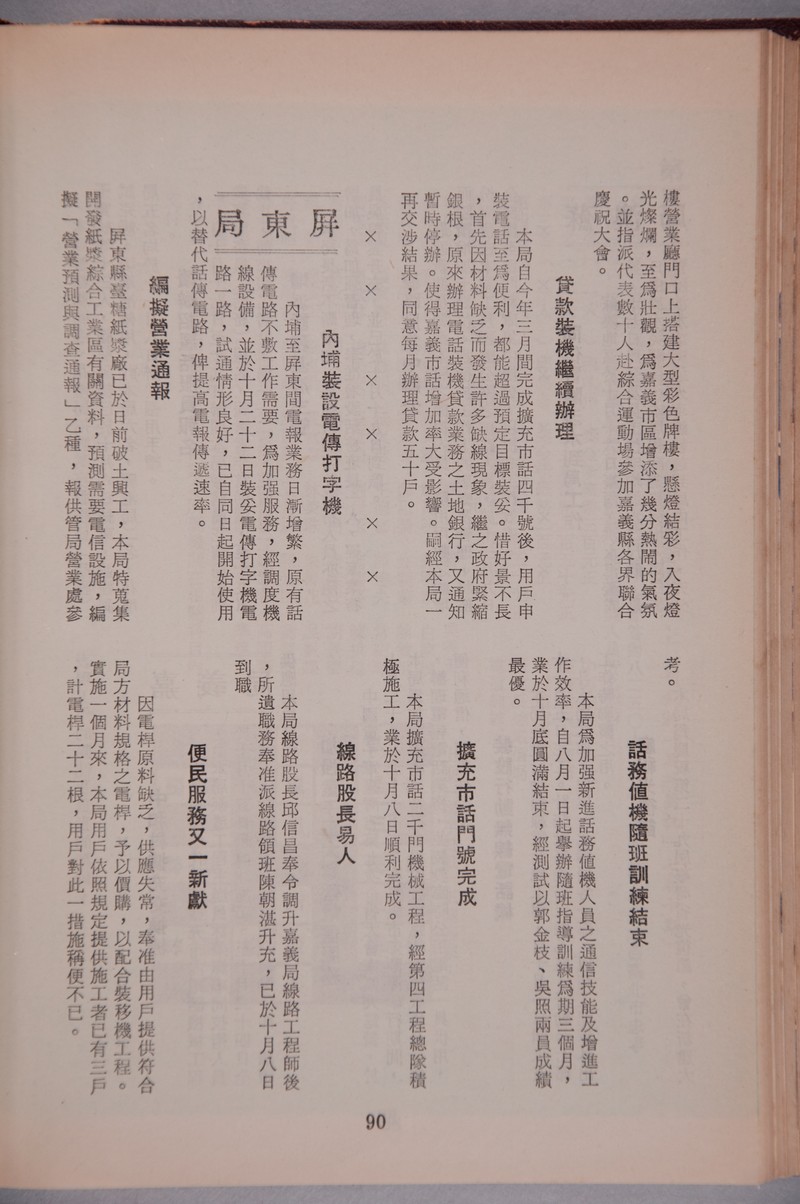 樓營業廳門口上搭建大型彩色牌樓，懸燈結彩，入夜燈
光燦爛，至爲壯觀，爲嘉義市區增添了幾分熱鬧的氣氛
。並指派代表數十人赴綜合運動場參加嘉義縣各界聯合
慶祝大會。
貸款裝機繼續辦理
本局自今年三月間完成擴充市話四千號後，用戶申
裝電話至爲便利，都能超過預定目標裝妥。惜好景不長
，首先因材料缺乏而發生許多缺線現象，繼之政府緊縮
銀根，原來辦理電話裝機貸款業務之土地銀行，又通知
暫時停辦。使得嘉義市話增加率大受影響。嗣經本局一
再交涉結果，同意每月辦理貸款五十戶。
× × × × × ×
屏東局
內埔裝設電傳打字機
內埔至屏東間電報業務日漸增繁，原有話
傳電路不敷工作需要，爲加强服務，經調度機
線設備，並於十月二十二日裝妥電傳打字機電
路一路，試通情形良好，已自同日起開始使用
，以替代話傳電路，俾提高電報傳遞速率。
編擬營業通報
屏東縣臺糖紙漿廠已於日前破土興工，本局特蒐集
開發紙漿綜合工業區有關資料，預測需要電信設施，編
擬「營業預測與調查通報」乙種，報供管局營業處參
考。
話務值機隨班訓練結束
本局爲加强新進話務值機人員之通信技能及增進工
作效率，自八月一日起舉辦隨班指導訓練爲期三個月，
業於十月底圓滿結束，經測試以郭金枝、吳照兩員成績
最優。
擴充市話門號完成
本局擴充市話二千門機械工程，經第四工程總隊積
極施工，業於十月八日順利完成。
線路股長易人
本局線路股長邱信昌奉令調升嘉義局線路工程師後
，所遺職務奉准派線路領班陳朝湛升充，已於十月八日
到職
便民服務又一新獻
因電桿原料缺乏，供應失常，奉准由用戶提供符合
局方材料規格之電桿，予以價購，以配合裝移機工程。
實施一個月來，本局用戶依照規定提供施工者已有三戶
，計電桿二十二根，用戶對此一措施稱便不已。
90